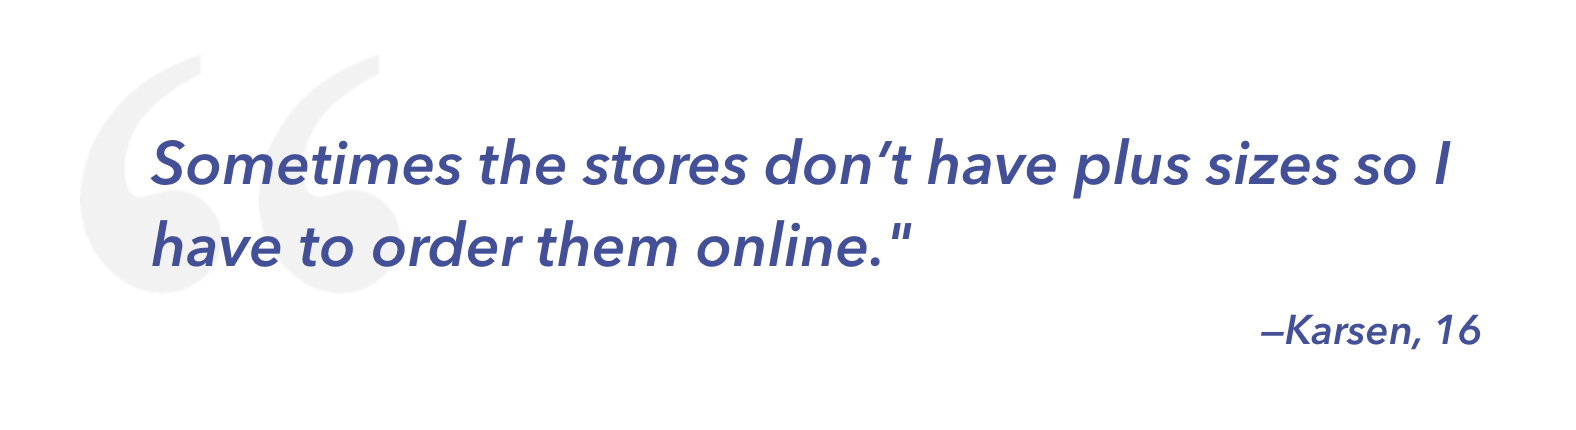 Sometimes the stores don’t have plus sizes so I
have to order them online."
–Karsen, 16